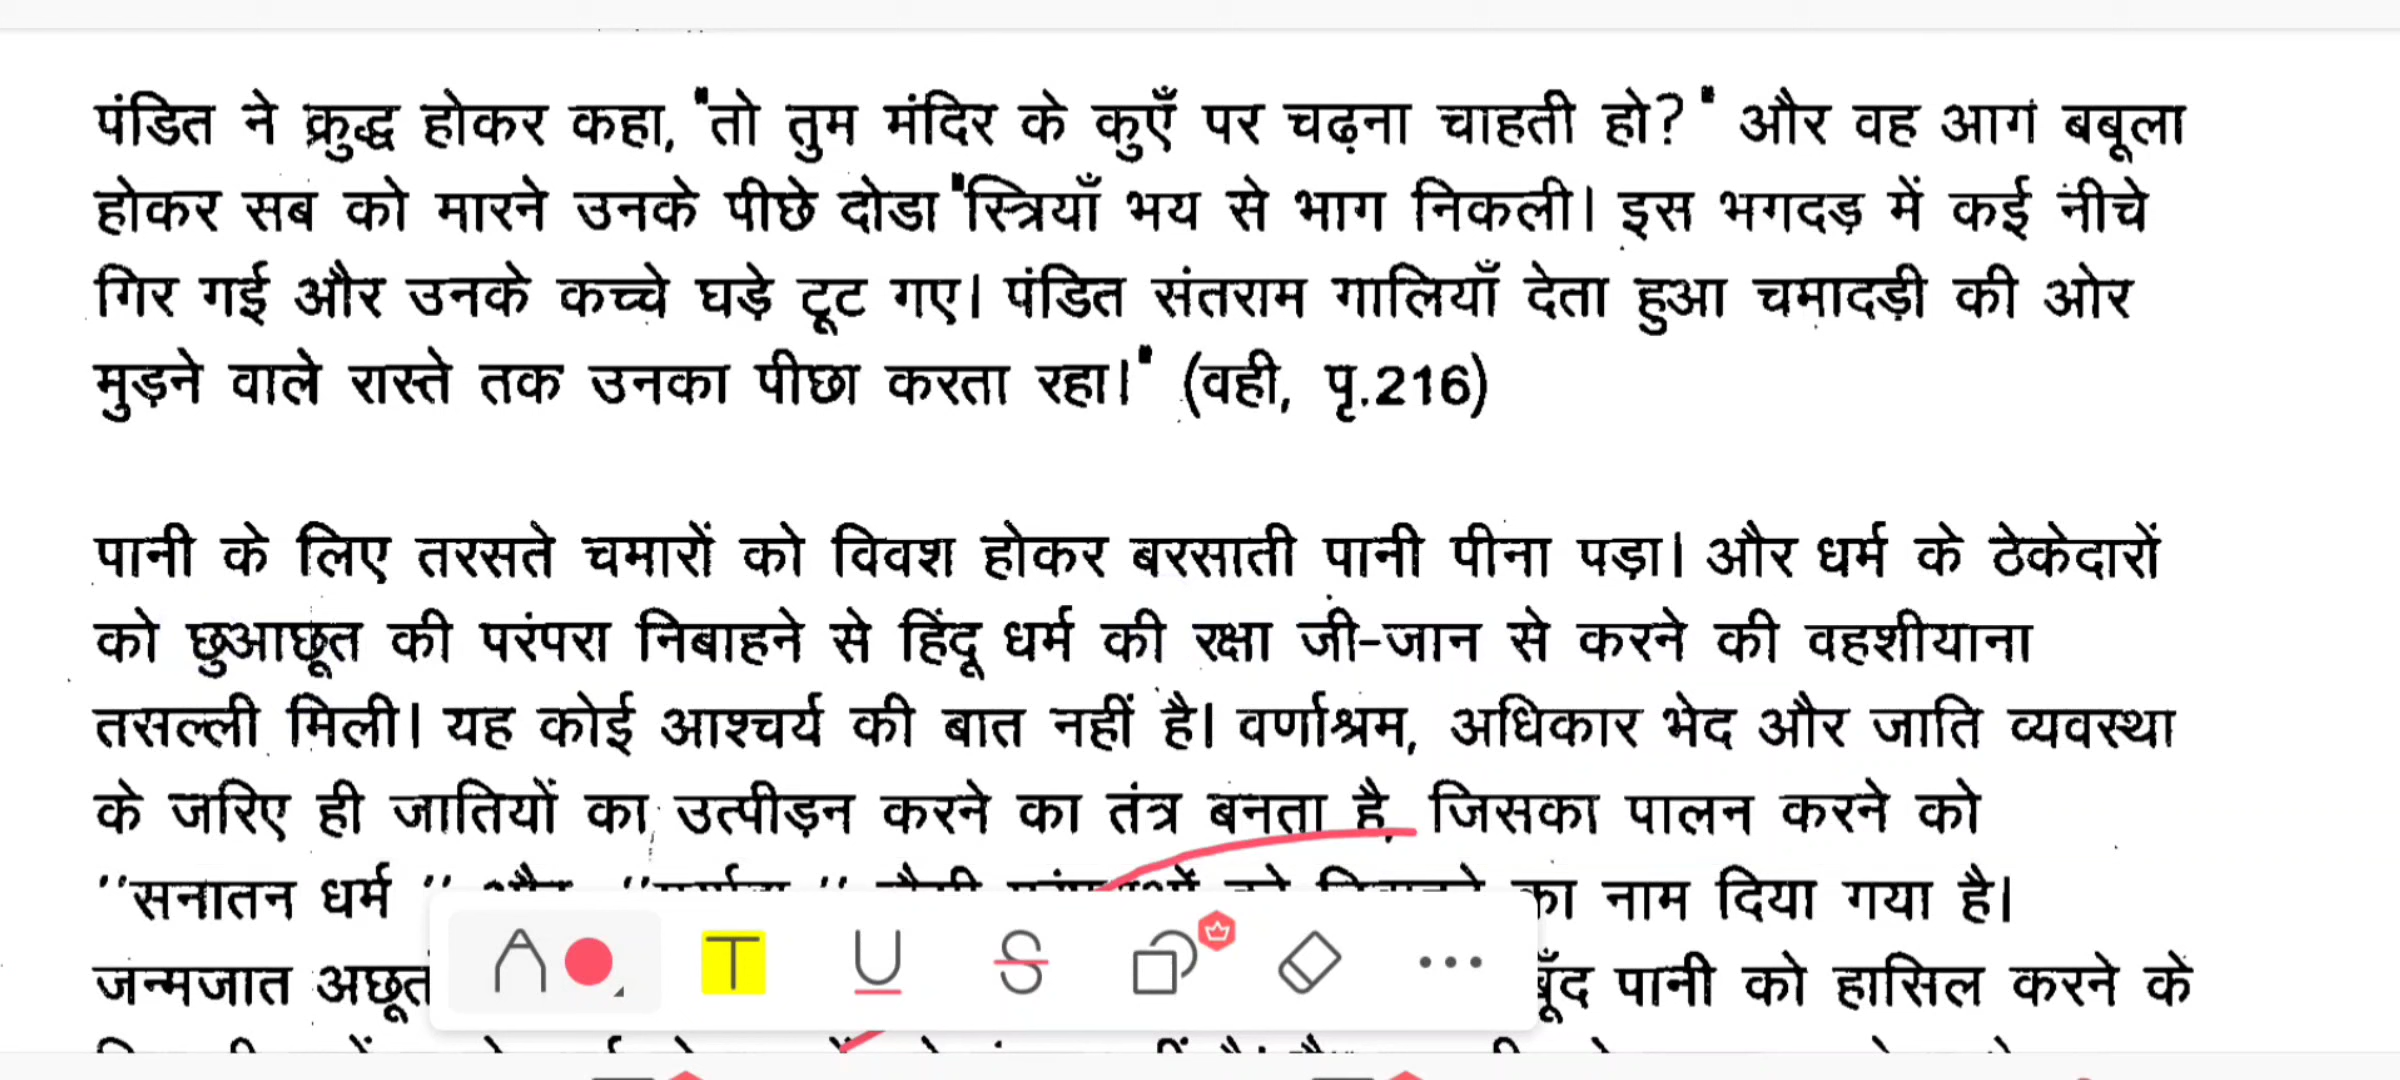 पंडित ने क्रुद्ध होकर कहा, "तो तुम मंदिर के कुएँ पर चढ़ना चाहती हो?" और वह आग बबूला
होकर सब को मारने उनके पीछे दोडा "स्त्रियाँ भय से भाग निकली। इस भगदड़ में कई नीचे
गिर गई और उनके कच्चे घड़े टूट गए। पंडित संतराम गालियाँ देता हुआ चमादड़ी की ओर
मुड़ने वाले रास्ते तक उनका पीछा करता रहा।" (वही, पृ.216)
पानी के लिए तरसते चमारों को विवश होकर बरसाती पानी पीना पड़ा। और धर्म के ठेकेदारों
को छुआछूत की परंपरा निबाहने से हिंदू धर्म की रक्षा जी-जान से करने की वहशीयाना
तसल्ली मिली। यह कोई आश्चर्य की बात नहीं है। वर्णाश्रम, अधिकार भेद और जाति व्यवस्था
के जरिए ही जातियों का उत्पीड़न करने का तंत्र बनता है, जिसका पालन करने को
''सनातन धर्म '' और का नाम दिया गया है।
जन्मजात बूँद पानी को हासिल करने के
T U S